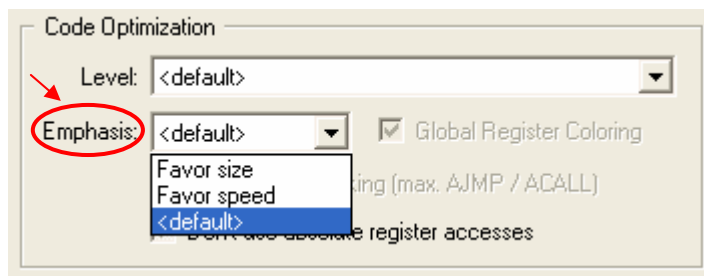 Code Optimization
Level: <default>
Emphasis: <default> Global Register Coloring
Favor size
Favor speed king (max. AJMP / ACALL)
<default>
register accesses